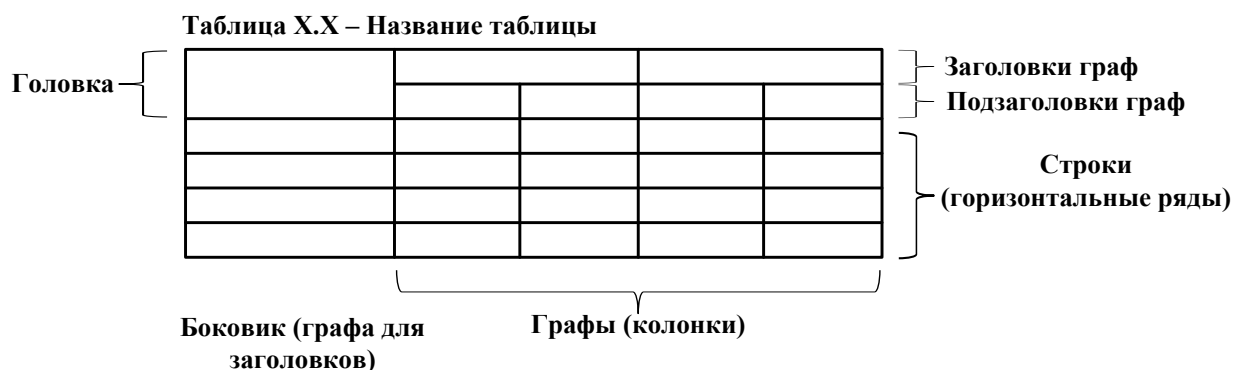 Таблица Х.Х – Название таблицы
Головка
Заголовки граф
Подзаголовки граф
Строки
(горизонтальные ряды)
Боковик (графа для
заголовков)
Графы (колонки)